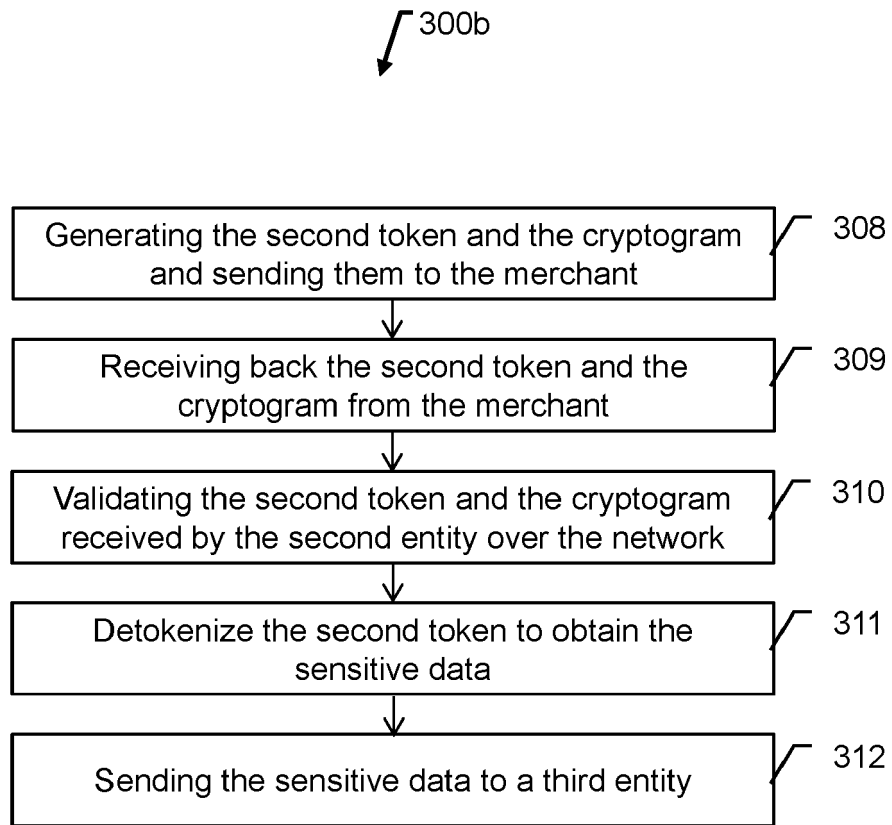 300b
Generating the second token and the cryptogram
and sending them to the merchant
308
Receiving back the second token and the
cryptogram from the merchant
309
Validating the second token and the cryptogram
received by the second entity over the network
310
Detokenize the second token to obtain the
sensitive data
311
Sending the sensitive data to a third entity
312